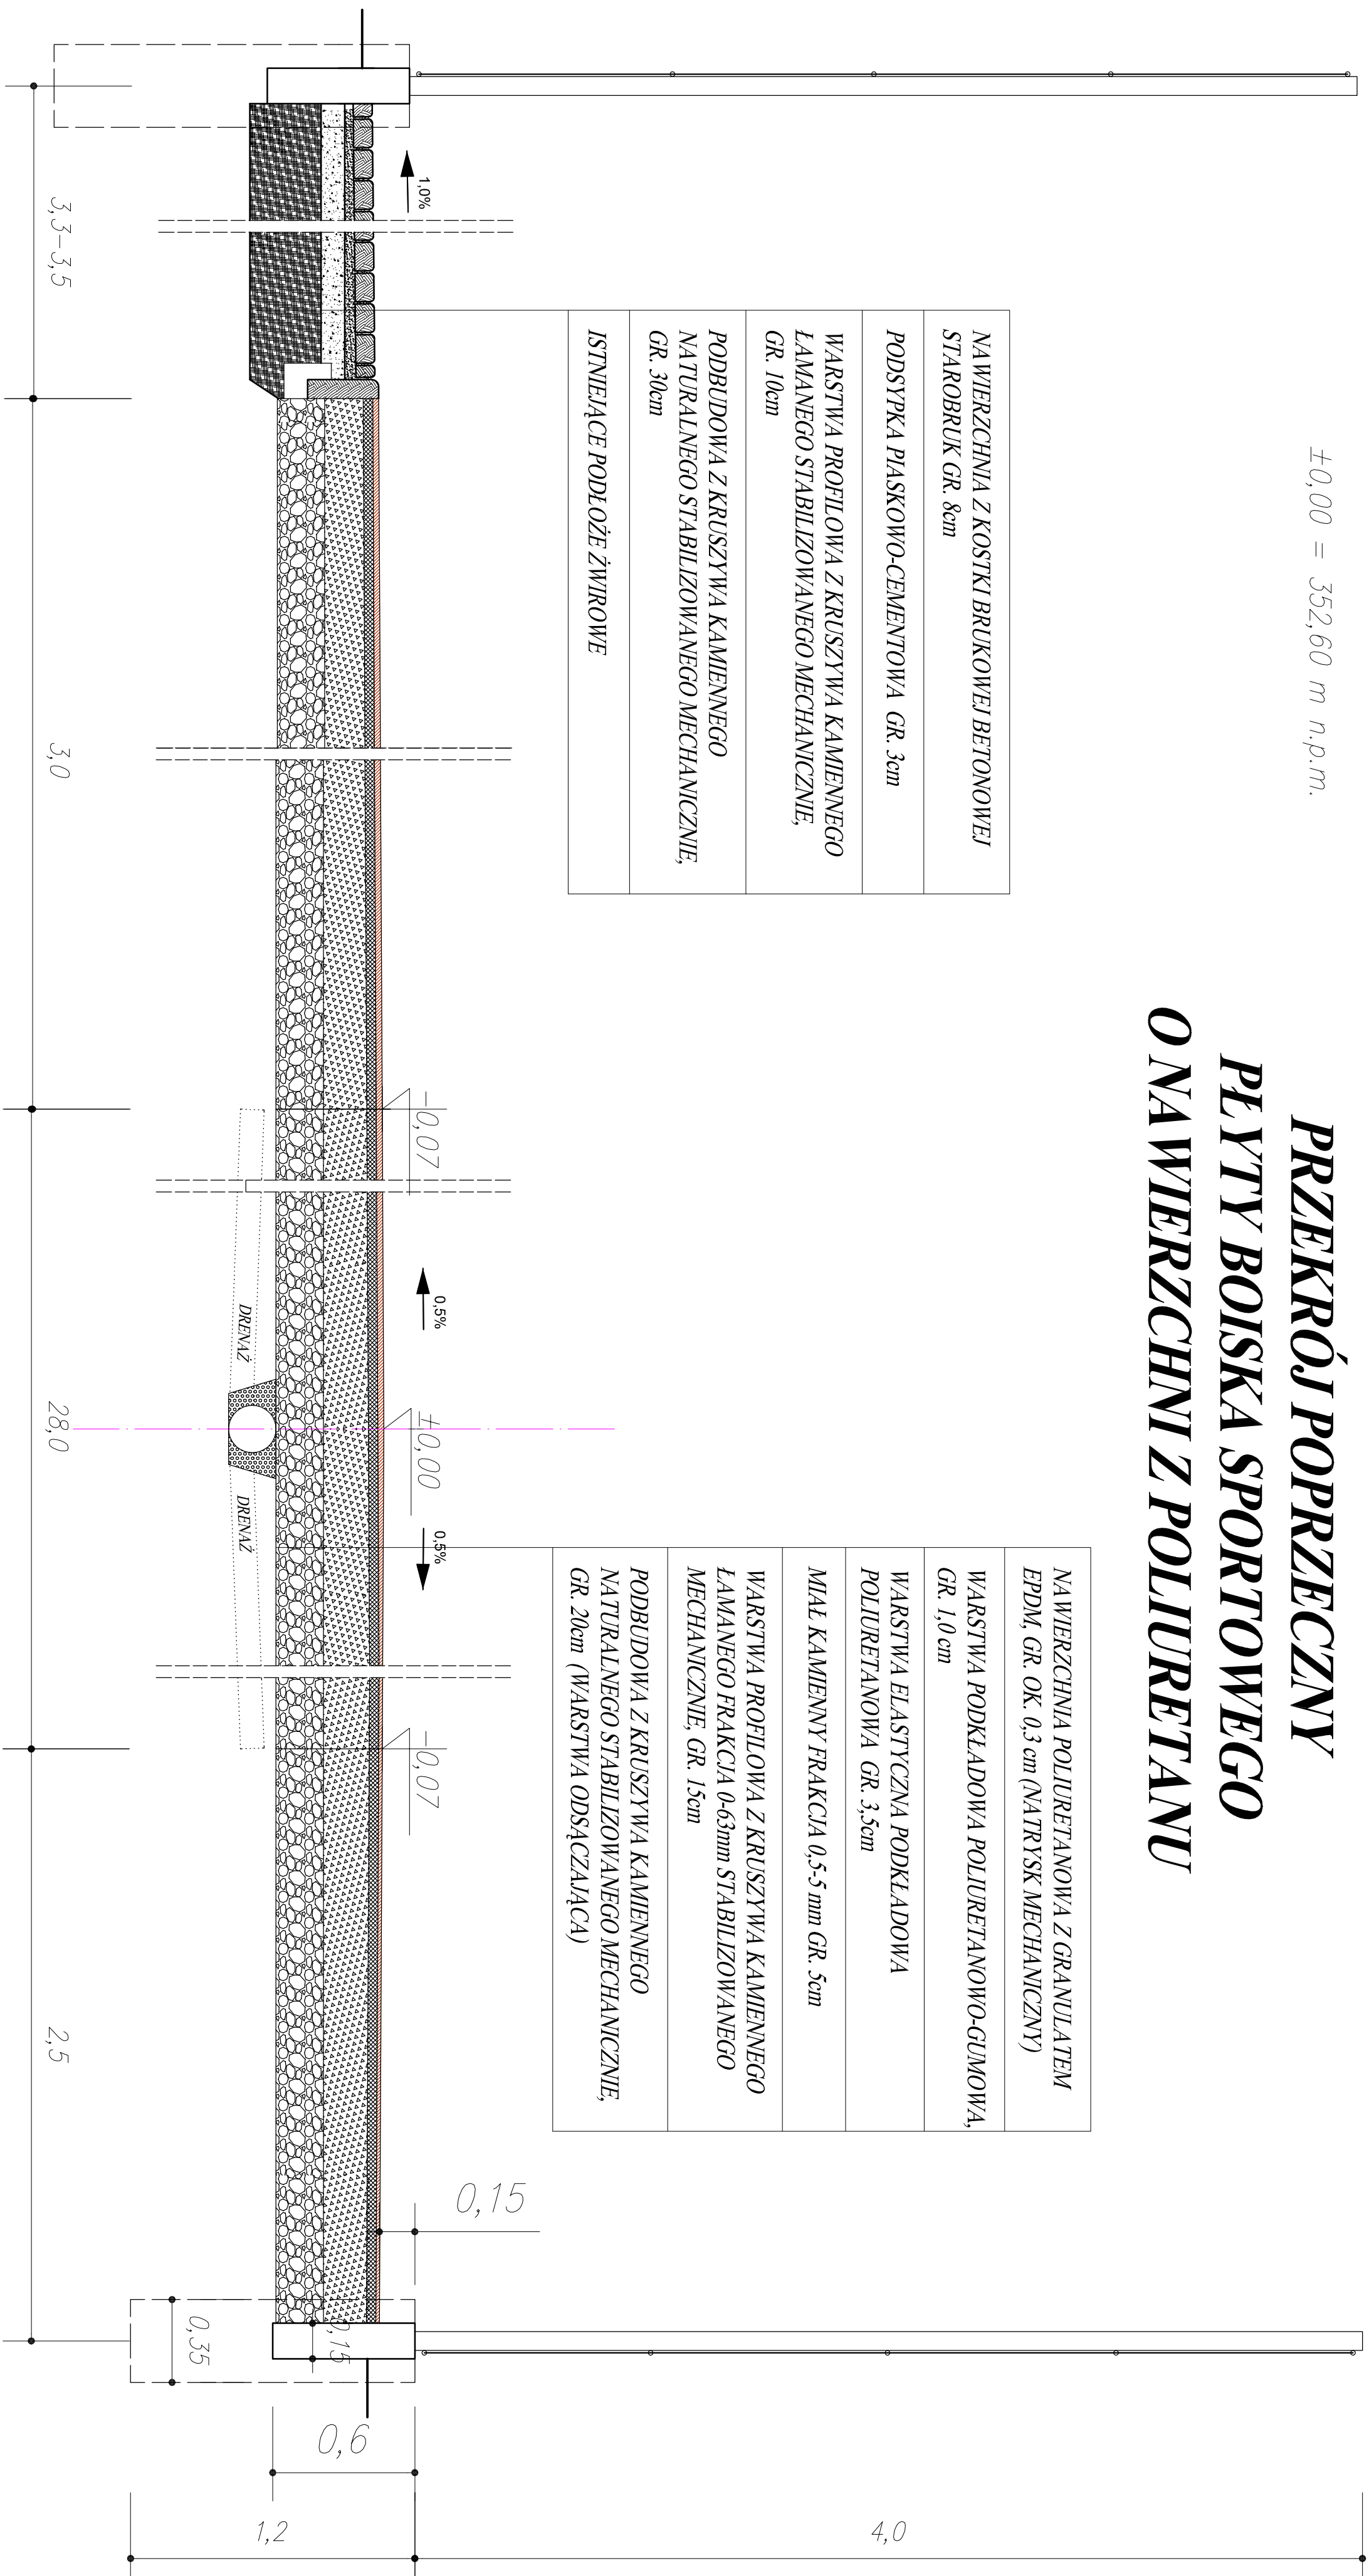 PRZEKRÓJ POPRZECZNY
PŁYTY BOISKA SPORTOWEGO
O NAWIERZCHNI Z POLIURETANU
±0,00 = 352,60 m n.p.m.
NAWIERZCHNIA Z KOSTKI BRUKOWEJ BETONOWEJ
STAROBRUK GR. 8cm
PODSYPKA PIASKOWO-CEMENTOWA GR. 3cm
WARSTWA PROFILOWA Z KRUSZYWA KAMIENNEGO
ŁAMANEGO STABILIZOWANEGO MECHANICZNIE,
GR. 10cm
PODBUDOWA Z KRUSZYWA KAMIENNEGO
NATURALNEGO STABILIZOWANEGO MECHANICZNIE,
GR. 30cm
ISTNIEJĄCE PODŁOŻE ŻWIROWE
NAWIERZCHNIA POLIURETANOWA Z GRANULATEM
EPDM, GR. OK. 0,3 cm (NATRYSK MECHANICZNY)
WARSTWA PODKŁADOWA POLIURETANOWO-GUMOWA,
GR. 1,0 cm
WARSTWA ELASTYCZNA PODKŁADOWA
POLIURETANOWA GR. 3,5cm
MIAŁ KAMIENNY FRAKCJA 0,5-5 mm GR. 5cm
WARSTWA PROFILOWA Z KRUSZYWA KAMIENNEGO
ŁAMANEGO FRAKCJA 0-63mm STABILIZOWANEGO
MECHANICZNIE, GR. 15cm
PODBUDOWA Z KRUSZYWA KAMIENNEGO
NATURALNEGO STABILIZOWANEGO MECHANICZNIE,
GR. 20cm (WARSTWA ODSĄCZAJĄCA)
1,0%
-0,07
0,5%
±0,00
0,5%
-0,07
0,15
4,0
DRENAŻ
DRENAŻ
0,15
0,35
0,6
1,2
3,3-3,5
3,0
28,0
2,5